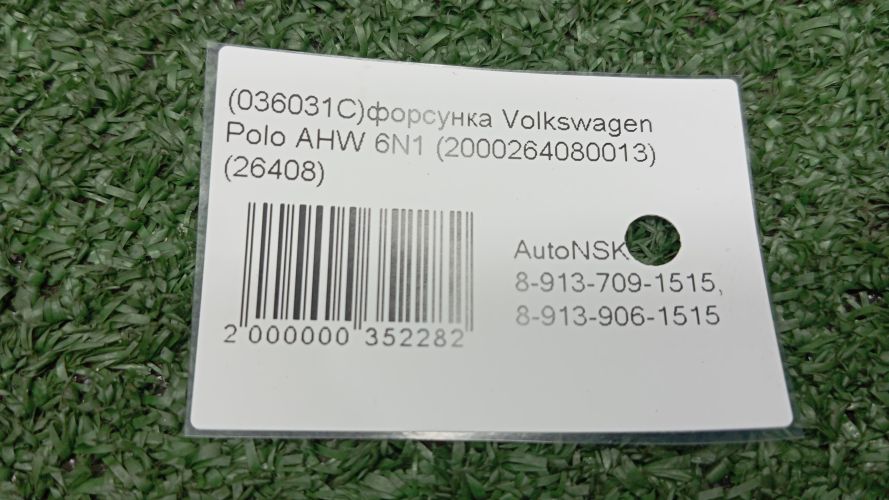 (036031C)форсунка Volkswagen
Polo AHW 6N1 (2000264080013)
(26408)
AutoNSK
8-913-709-1515,
8-913-906-1515
2 000000 352282